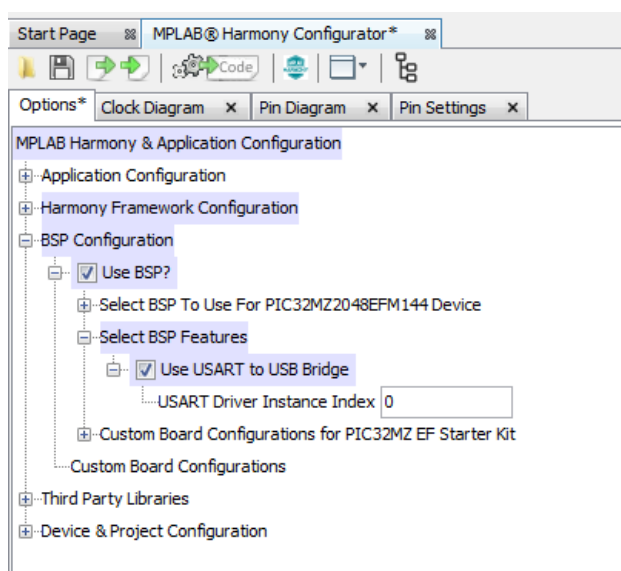 Start Page MPLAB® Harmony Configurator*
Code
Options* Clock Diagram x Pin Diagram x Pin Settings x
MPLAB Harmony & Application Configuration
Application Configuration
Harmony Framework Configuration
BSP Configuration
Use BSP?
Select BSP To Use For PIC32MZ2048EFM144 Device
Select BSP Features
Use USART to USB Bridge
USART Driver Instance Index 0
Custom Board Configurations for PIC32MZ EF Starter Kit
Custom Board Configurations
Third Party Libraries
Device & Project Configuration